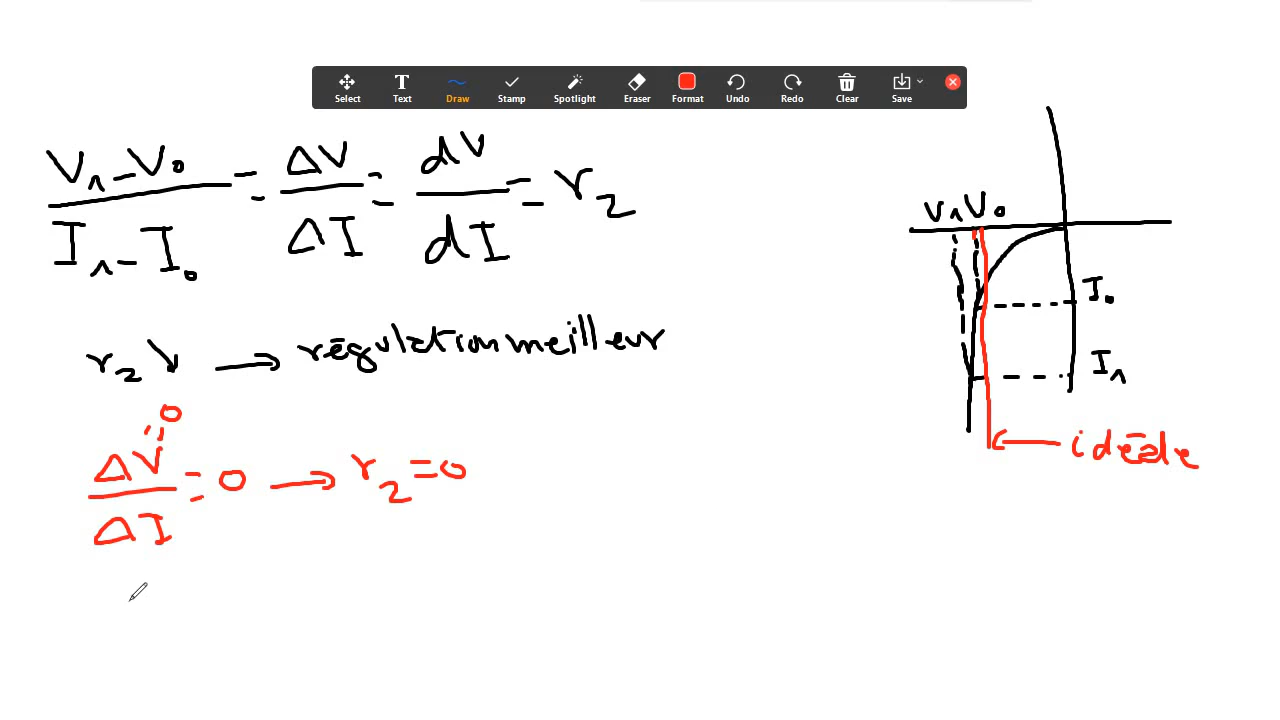 Select Text Draw Stamp Spotlight Eraser Format Undo Redo Clear Save
V₁-V₀ / I₁-I₀ = ΔV / ΔI = dV / dI = r₂
r₂ ↘ → régulation meilleur
ΔV / ΔI = 0 → r₂ = 0
0
V₁ V₀
I₀
I₁
idéale